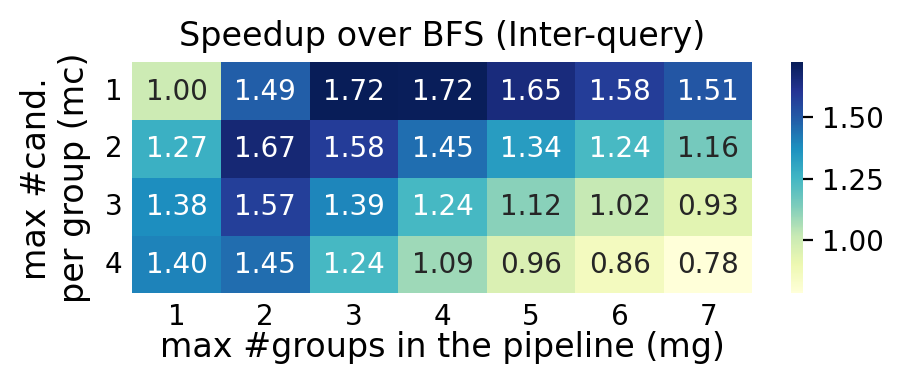 Speedup over BFS (Inter-query)
max #cand.
per group (mc)
1 1.00 1.49 1.72 1.72 1.65 1.58 1.51
2 1.27 1.67 1.58 1.45 1.34 1.24 1.16
3 1.38 1.57 1.39 1.24 1.12 1.02 0.93
4 1.40 1.45 1.24 1.09 0.96 0.86 0.78
1 2 3 4 5 6 7
max #groups in the pipeline (mg)
1.50
1.25
1.00